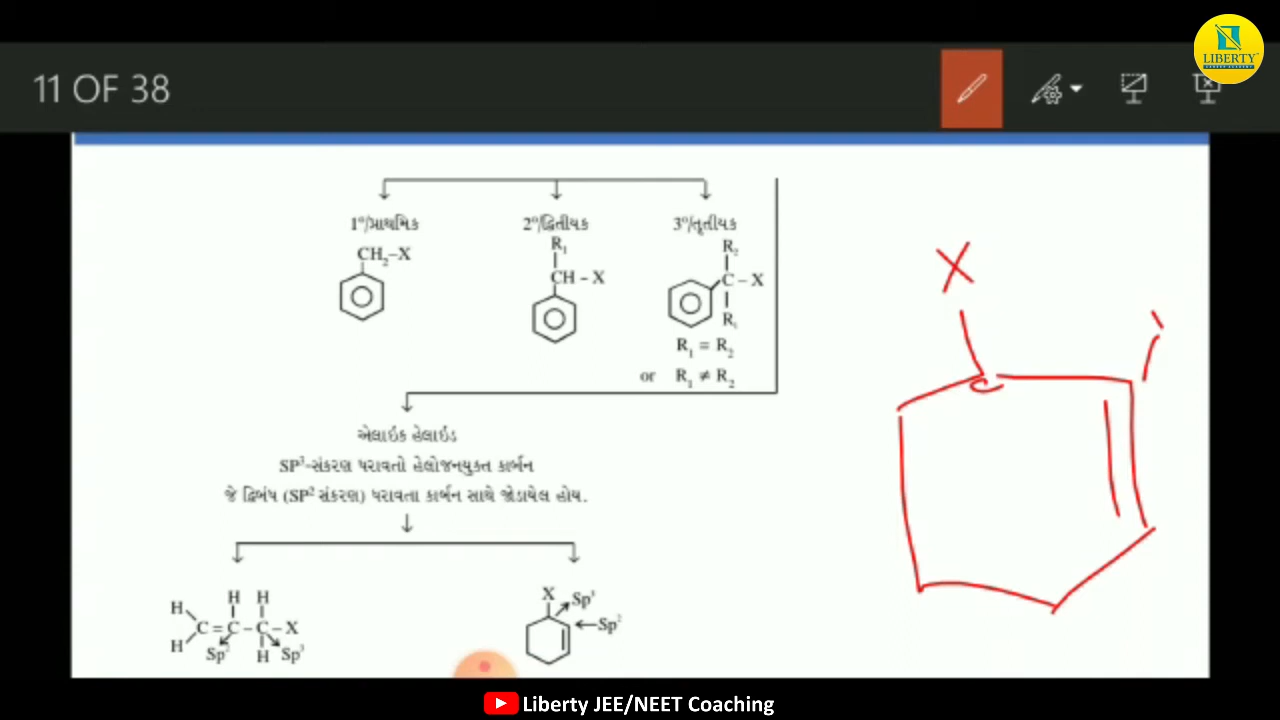 LIBERTY
11 OF 38
1°/પ્રાથમિક
2°/દ્વિતીયક
3°/તૃતીયક
CH₂–X
R₁
CH – X
R₂
C – X
R₁
R₁ = R₂
or R₁ ≠ R₂
X
એલાઇક હેલાઇડ
SP³-સંકરણ ધરાવતો હેલોજનયુક્ત કાર્બન
જે દ્વિબંધ (SP² સંકરણ) ધરાવતા કાર્બન સાથે જોડાયેલ હોય.
H H H
C = C – C – X
H Sp² H Sp³
X Sp³
Sp²
Liberty JEE/NEET Coaching